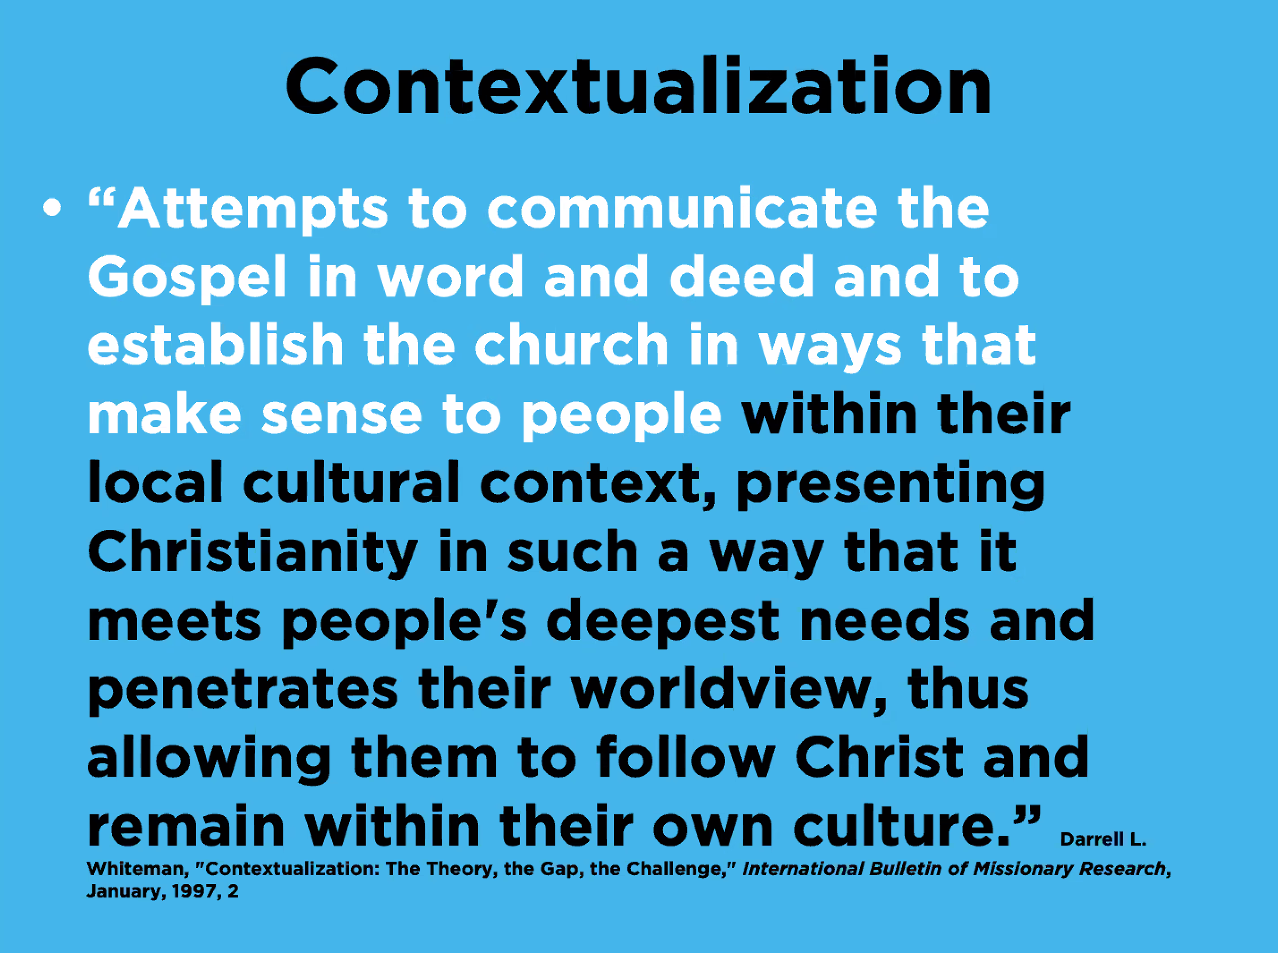 Contextualization
• “Attempts to communicate the
Gospel in word and deed and to
establish the church in ways that
make sense to people within their
local cultural context, presenting
Christianity in such a way that it
meets people's deepest needs and
penetrates their worldview, thus
allowing them to follow Christ and
remain within their own culture.” Darrell L.
Whiteman, "Contextualization: The Theory, the Gap, the Challenge," International Bulletin of Missionary Research,
January, 1997, 2